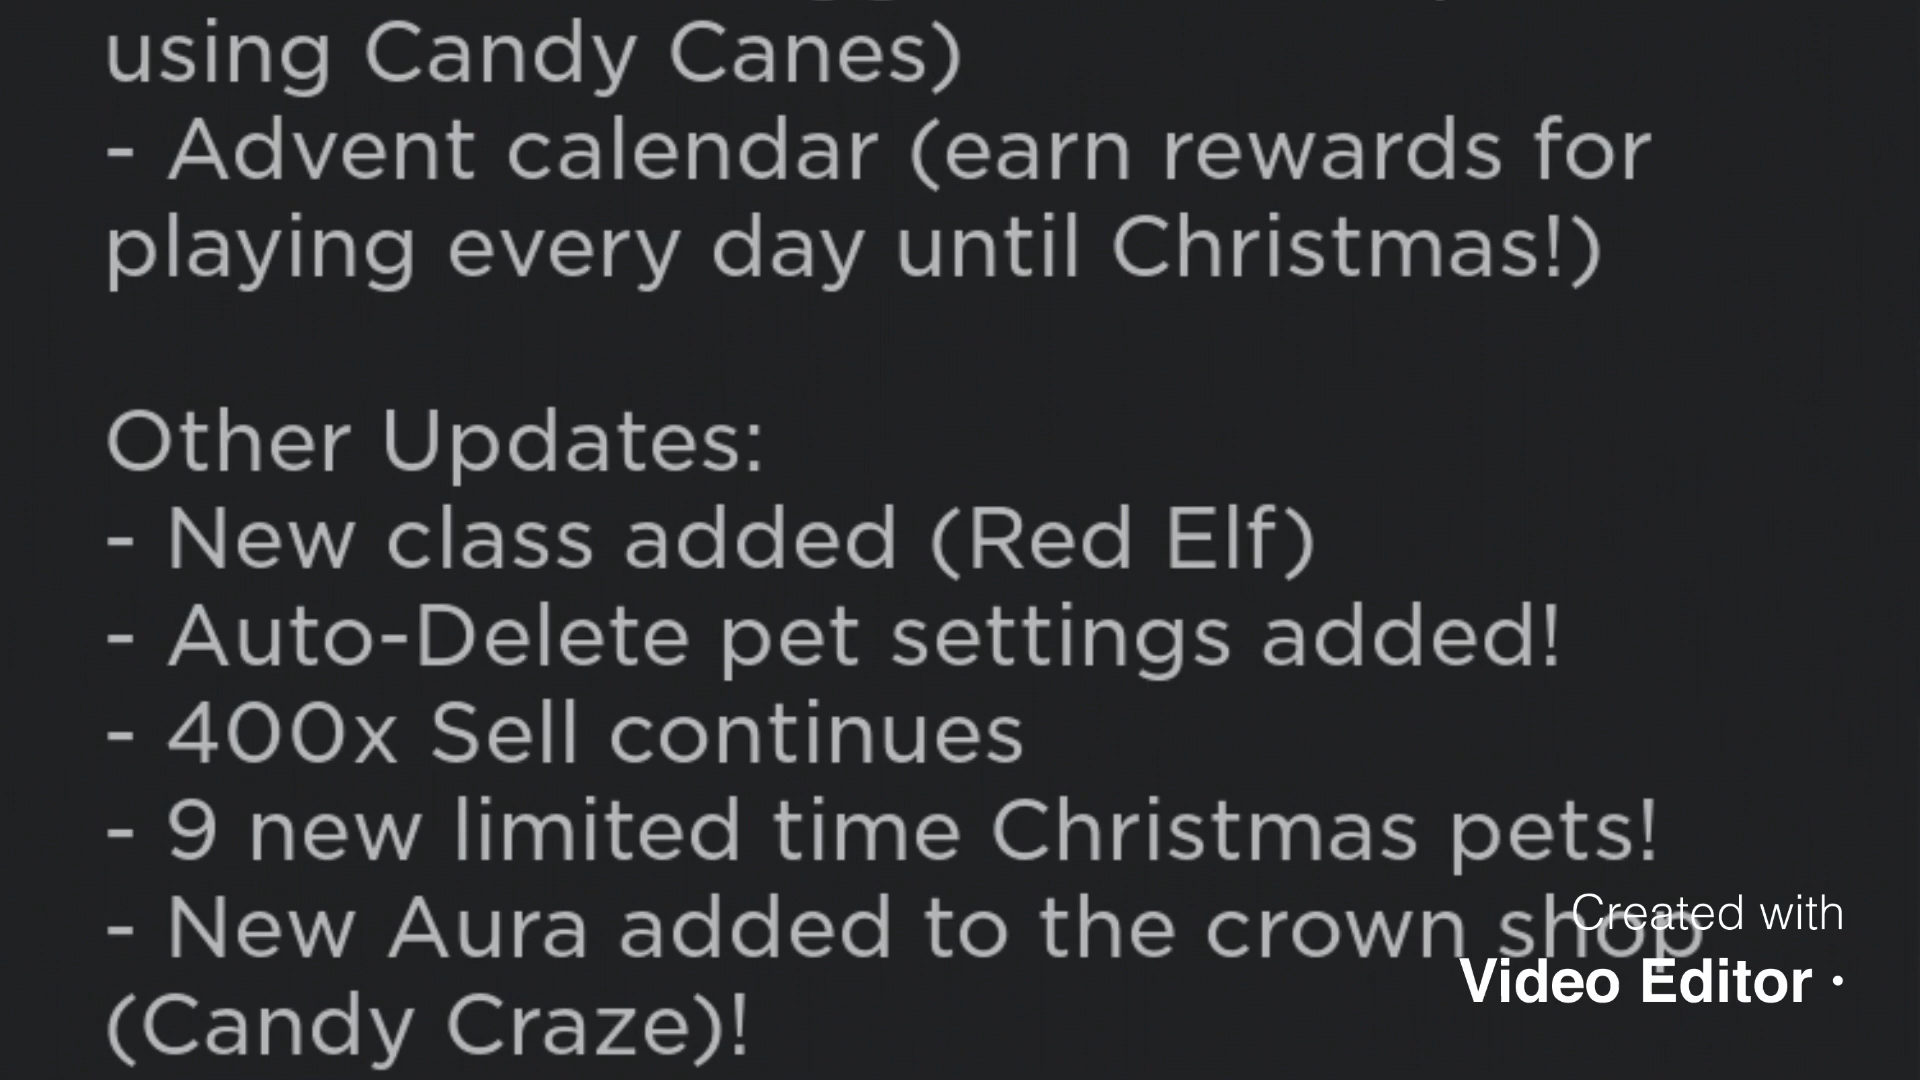 using Candy Canes)
- Advent calendar (earn rewards for
playing every day until Christmas!)
Other Updates:
- New class added (Red Elf)
- Auto-Delete pet settings added!
- 400x Sell continues
- 9 new limited time Christmas pets!
- New Aura added to the crown shop
(Candy Craze)!
Created with
Video Editor ·